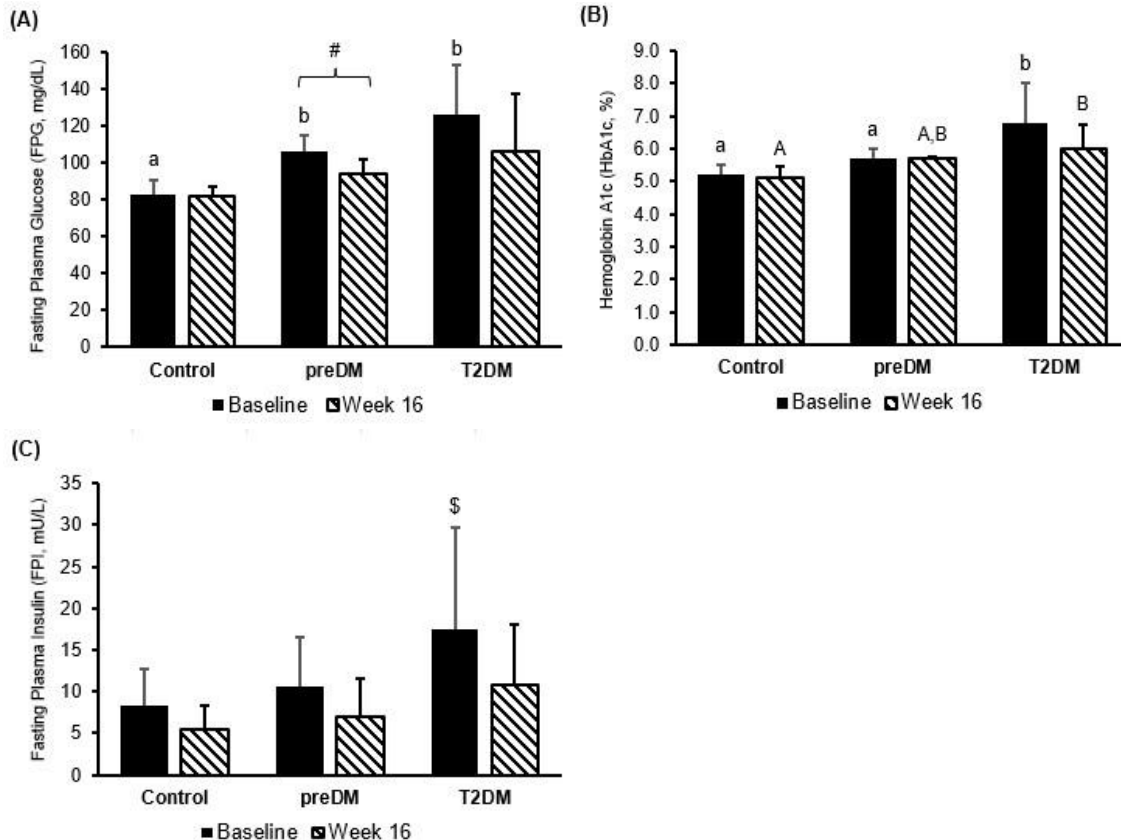 (A)
Fasting Plasma Glucose (FPG, mg/dL)
160
140
120
100
80
60
40
20
0
a
b
#
b
Control
preDM
T2DM
Baseline
Week 16
(B)
Hemoglobin A1c (HbA1c, %)
9.0
8.0
7.0
6.0
5.0
4.0
3.0
2.0
1.0
0.0
a
A
a
A,B
b
B
Control
preDM
T2DM
Baseline
Week 16
(C)
Fasting Plasma Insulin (FPI, mU/L)
35
30
25
20
15
10
5
0
$
Control
preDM
T2DM
Baseline
Week 16